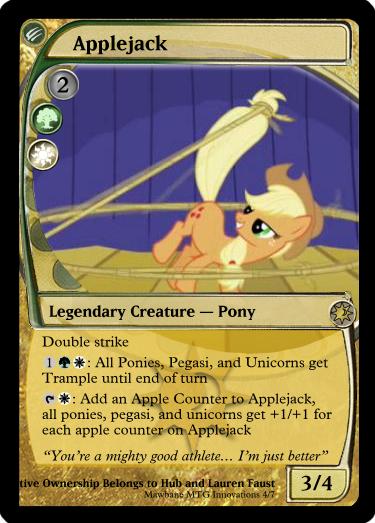 Applejack
2
Legendary Creature — Pony
Double strike
1 : All Ponies, Pegasi, and Unicorns get
Trample until end of turn
: Add an Apple Counter to Applejack,
all ponies, pegasi, and unicorns get +1/+1 for
each apple counter on Applejack
“You're a mighty good athlete... I'm just better”
tive Ownership Belongs to Hub and Lauren Faust
Mawbane MTG Innovations 4/7
3/4